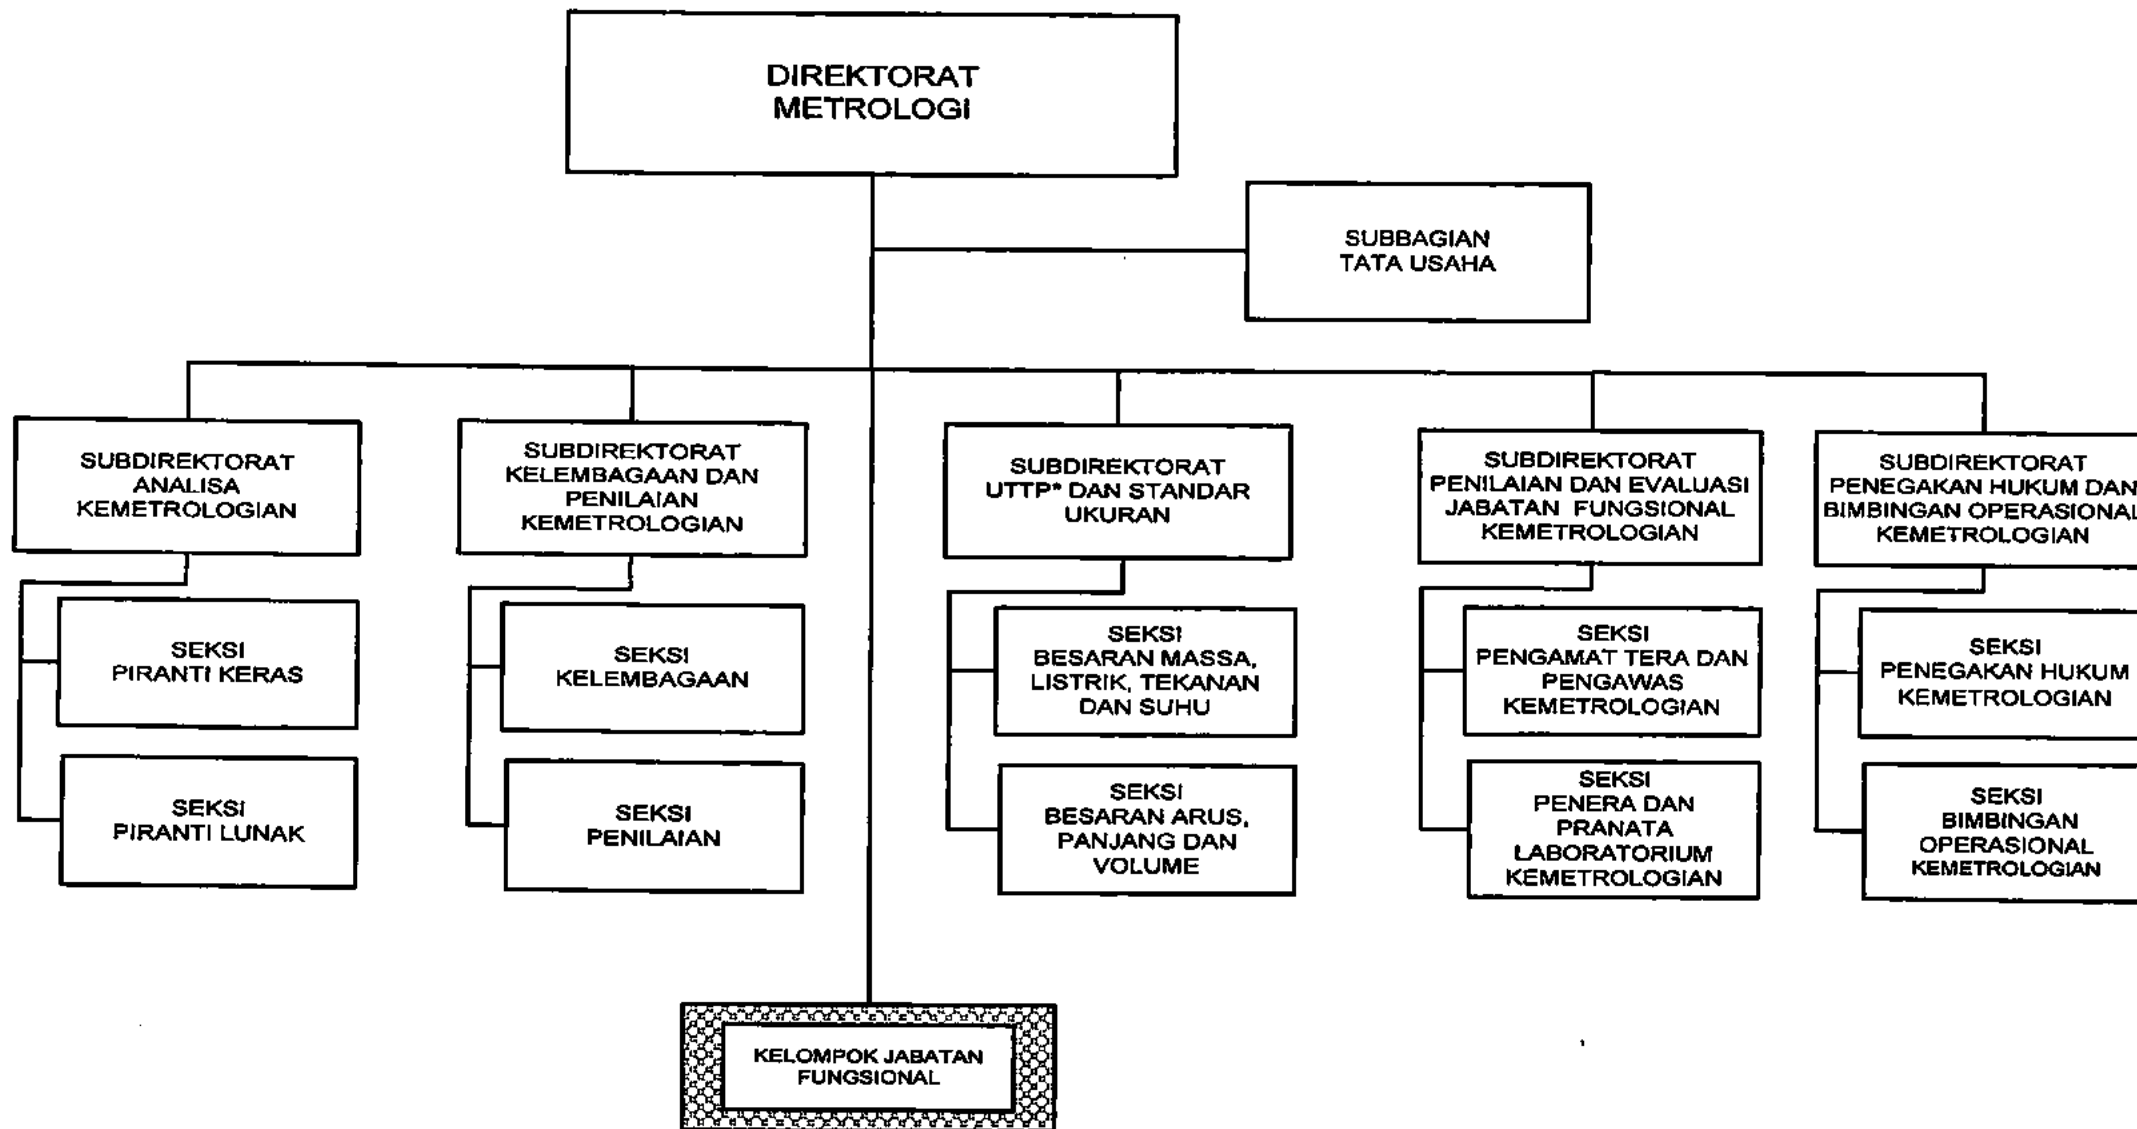 DIREKTORAT
METROLOGI
SUBBAGIAN
TATA USAHA
SUBDIREKTORAT
ANALISA
KEMETROLOGIAN
SUBDIREKTORAT
KELEMBAGAAN DAN
PENILAIAN
KEMETROLOGIAN
SUBDIREKTORAT
UTTP* DAN STANDAR
UKURAN
SUBDIREKTORAT
PENILAIAN DAN EVALUASI
JABATAN FUNGSIONAL
KEMETROLOGIAN
SUBDIREKTORAT
PENEGAKAN HUKUM DAN
BIMBINGAN OPERASIONAL
KEMETROLOGIAN
SEKSI
PIRANTI KERAS
SEKSI
KELEMBAGAAN
SEKSI
BESARAN MASSA,
LISTRIK, TEKANAN
DAN SUHU
SEKSI
PENGAMAT TERA DAN
PENGAWAS
KEMETROLOGIAN
SEKSI
PENEGAKAN HUKUM
KEMETROLOGIAN
SEKSI
PIRANTI LUNAK
SEKSI
PENILAIAN
SEKSI
BESARAN ARUS,
PANJANG DAN
VOLUME
SEKSI
PENERA DAN
PRANATA
LABORATORIUM
KEMETROLOGIAN
SEKSI
BIMBINGAN
OPERASIONAL
KEMETROLOGIAN
KELOMPOK JABATAN
FUNGSIONAL